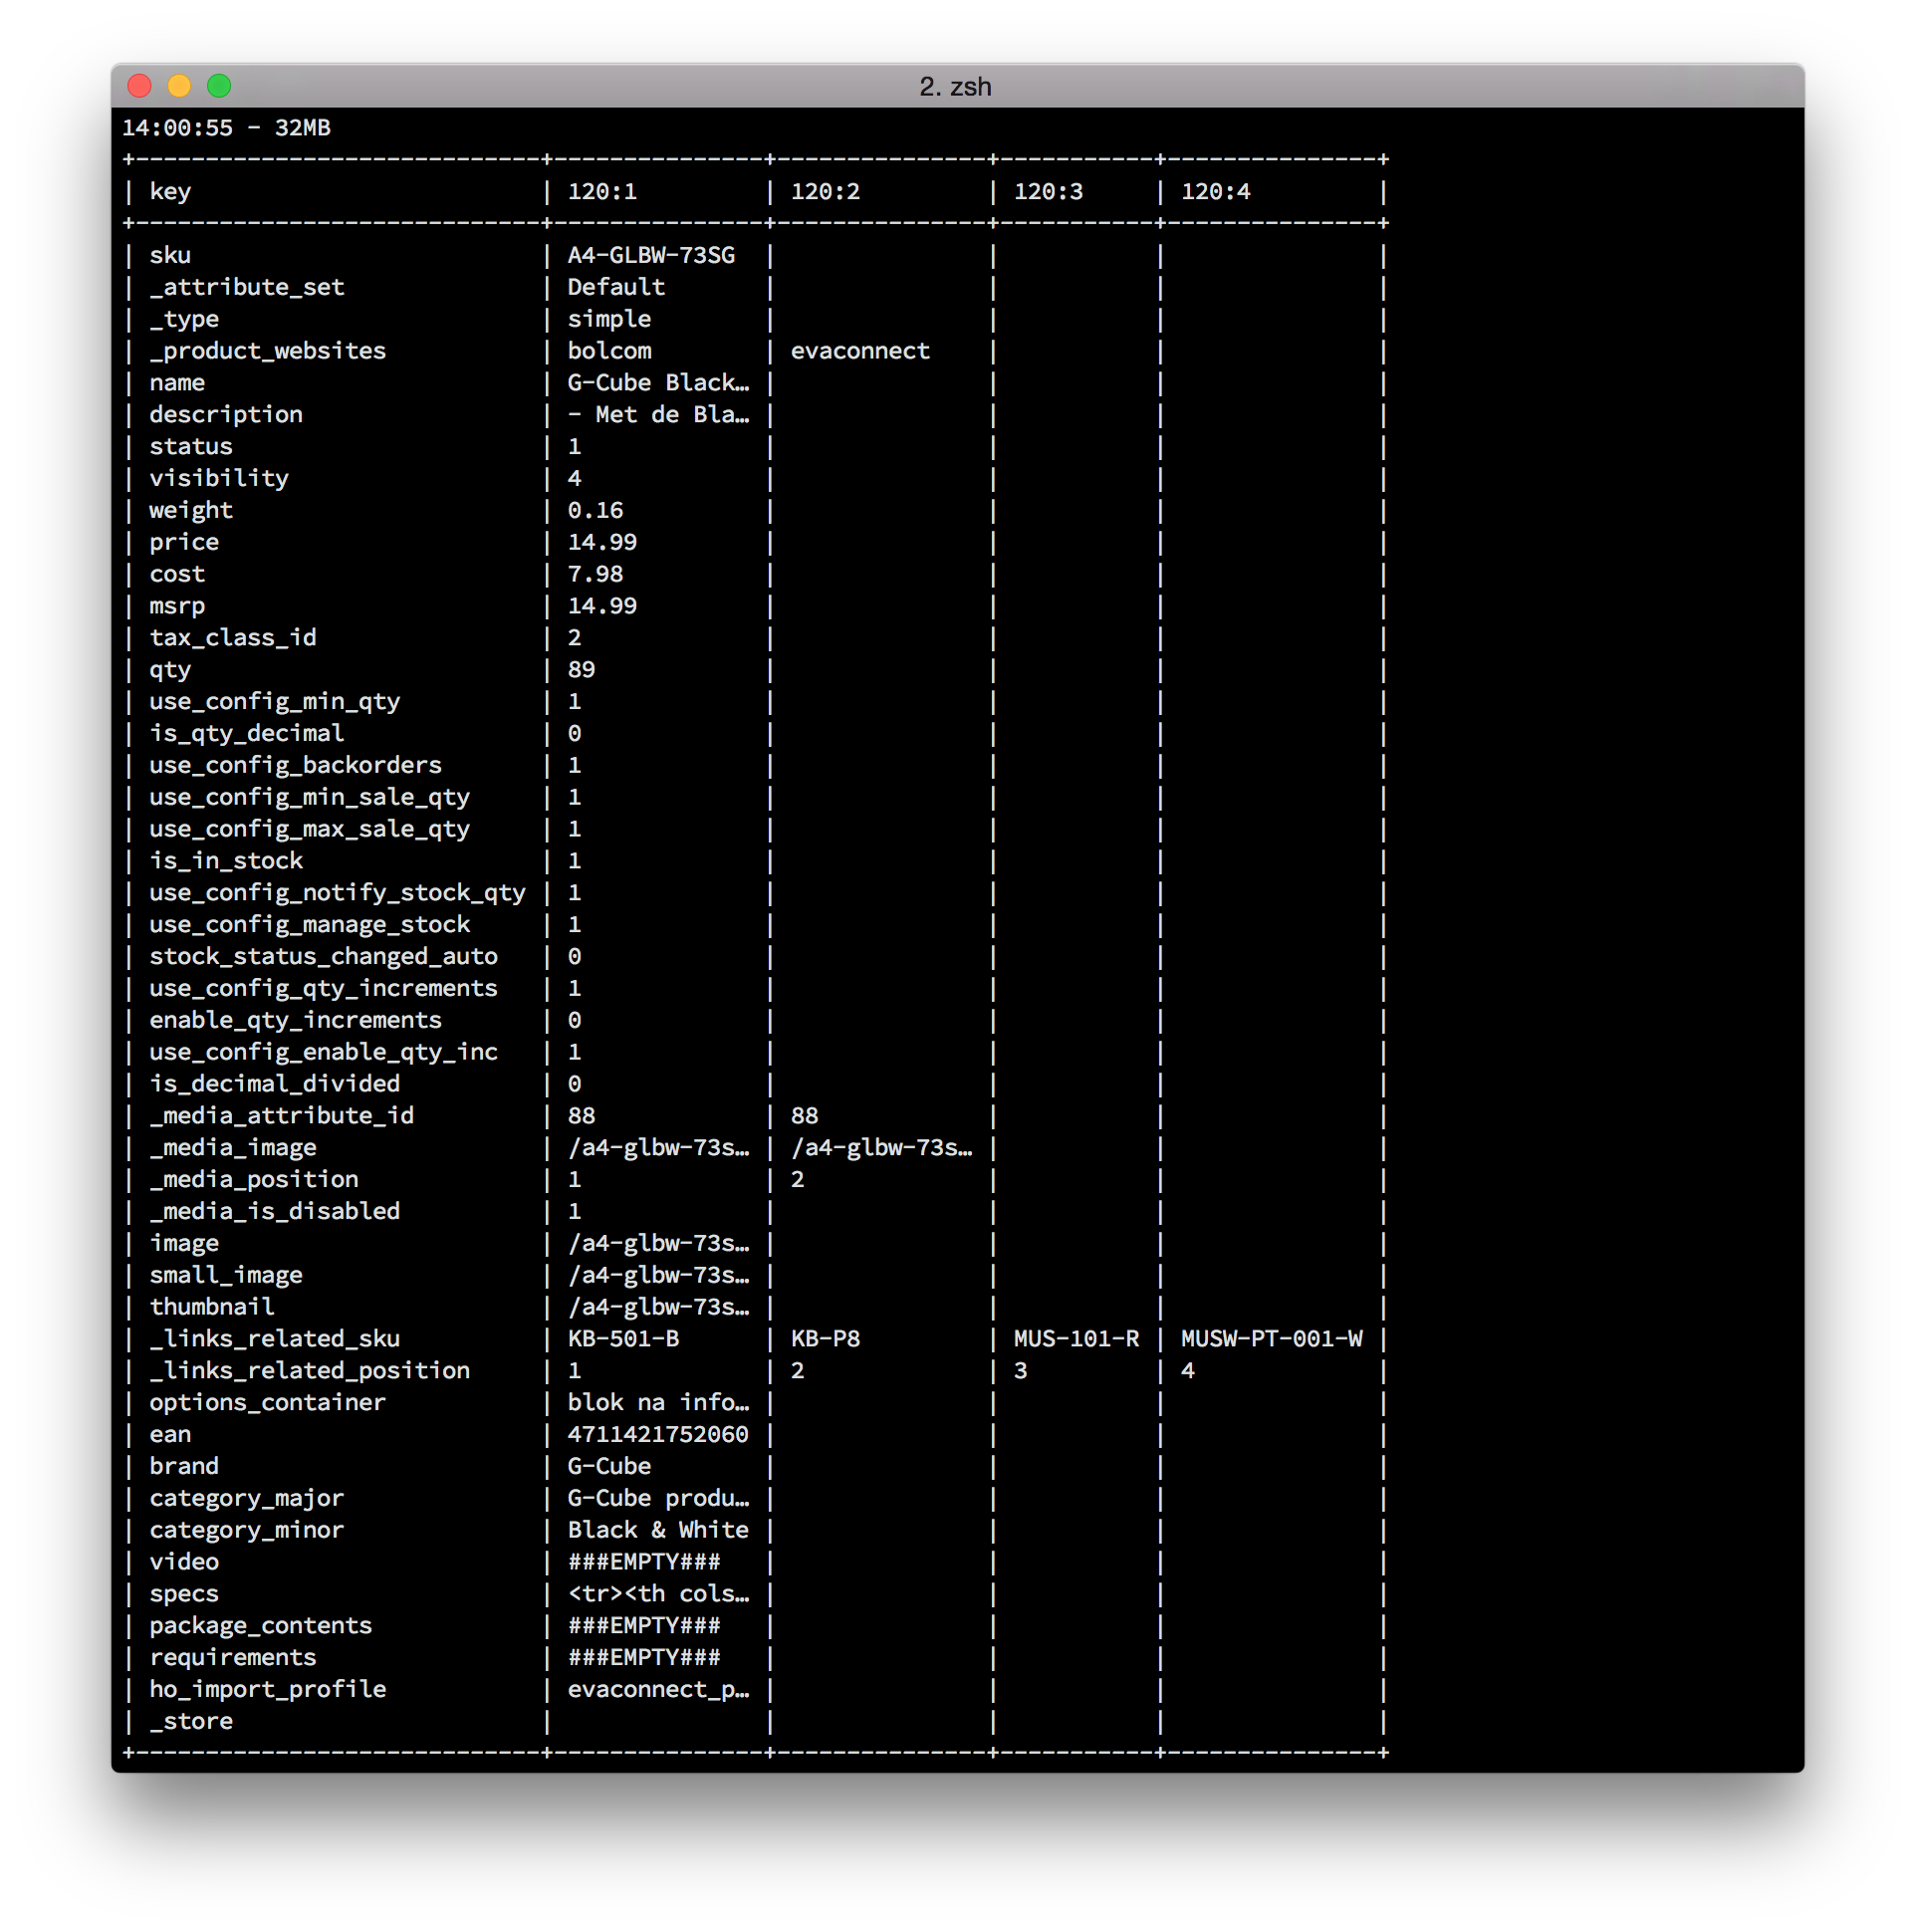 2. zsh
14:00:55 - 32MB
+-----------------------------+---------------+---------------+-----------+---------------+
| key                         | 120:1         | 120:2         | 120:3     | 120:4         |
+-----------------------------+---------------+---------------+-----------+---------------+
| sku                         | A4-GLBW-73SG  |               |           |               |
| _attribute_set              | Default       |               |           |               |
| _type                       | simple        |               |           |               |
| _product_websites           | bolcom        | evaconnect    |           |               |
| name                        | G-Cube Black… |               |           |               |
| description                 | - Met de Bla… |               |           |               |
| status                      | 1             |               |           |               |
| visibility                  | 4             |               |           |               |
| weight                      | 0.16          |               |           |               |
| price                       | 14.99         |               |           |               |
| cost                        | 7.98          |               |           |               |
| msrp                        | 14.99         |               |           |               |
| tax_class_id                | 2             |               |           |               |
| qty                         | 89            |               |           |               |
| use_config_min_qty          | 1             |               |           |               |
| is_qty_decimal              | 0             |               |           |               |
| use_config_backorders       | 1             |               |           |               |
| use_config_min_sale_qty     | 1             |               |           |               |
| use_config_max_sale_qty     | 1             |               |           |               |
| is_in_stock                 | 1             |               |           |               |
| use_config_notify_stock_qty | 1             |               |           |               |
| use_config_manage_stock     | 1             |               |           |               |
| stock_status_changed_auto   | 0             |               |           |               |
| use_config_qty_increments   | 1             |               |           |               |
| enable_qty_increments       | 0             |               |           |               |
| use_config_enable_qty_inc   | 1             |               |           |               |
| is_decimal_divided          | 0             |               |           |               |
| _media_attribute_id         | 88            | 88            |           |               |
| _media_image                | /a4-glbw-73s… | /a4-glbw-73s… |           |               |
| _media_position             | 1             | 2             |           |               |
| _media_is_disabled          | 1             |               |           |               |
| image                       | /a4-glbw-73s… |               |           |               |
| small_image                 | /a4-glbw-73s… |               |           |               |
| thumbnail                   | /a4-glbw-73s… |               |           |               |
| _links_related_sku          | KB-501-B      | KB-P8         | MUS-101-R | MUSW-PT-001-W |
| _links_related_position     | 1             | 2             | 3         | 4             |
| options_container           | blok na info… |               |           |               |
| ean                         | 4711421752060 |               |           |               |
| brand                       | G-Cube        |               |           |               |
| category_major              | G-Cube produ… |               |           |               |
| category_minor              | Black & White |               |           |               |
| video                       | ###EMPTY###   |               |           |               |
| specs                       | <tr><th cols… |               |           |               |
| package_contents            | ###EMPTY###   |               |           |               |
| requirements                | ###EMPTY###   |               |           |               |
| ho_import_profile           | evaconnect_p… |               |           |               |
| _store                      |               |               |           |               |
+-----------------------------+---------------+---------------+-----------+---------------+